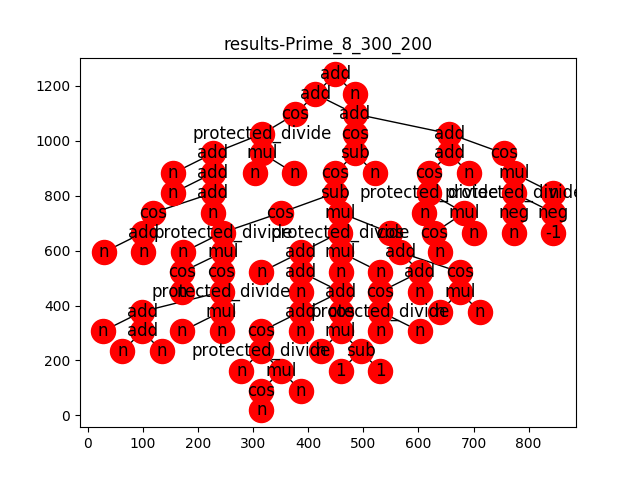 results-Prime_8_300_200
add
add n
cos add
protected_divide cos add
add mul sub add cos
n add n n cos n cos n mul
n add sub protected_divide protected_divide
cos n cos mul n mul neg neg
add protected_divide protected_divide cos cos n n -1
n n n mul add mul add n
cos cos n add n n add cos
n protected_divide n add cos n mul
add mul add protected_divide n n
n add n n cos n mul n n
n n protected_divide n sub
n mul 1 1
cos n
n
0 200 400 600 800 1000 1200
0 100 200 300 400 500 600 700 800